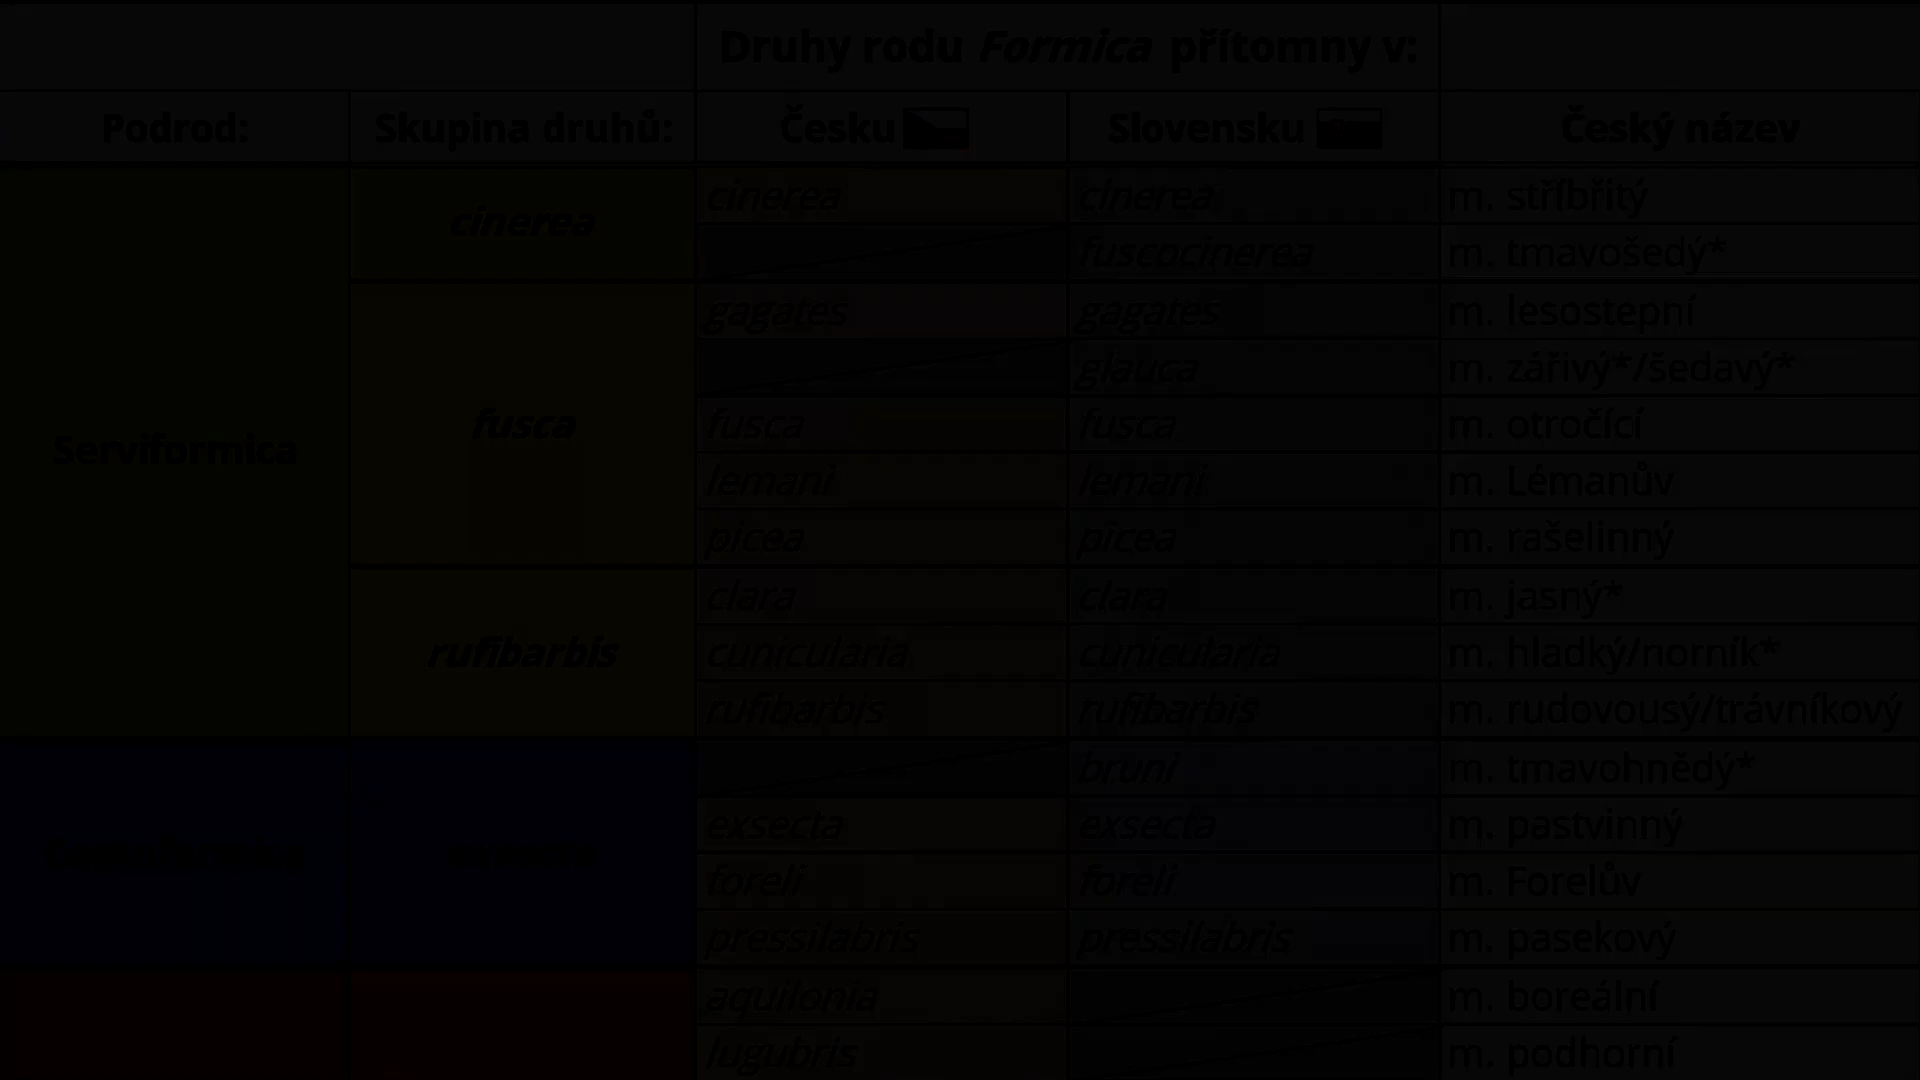 Druhy rodu Formica přítomny v:
Podrod: Skupina druhů: Česku Slovensku Český název
Serviformica
cinerea
cinerea cinerea m. stříbřitý
fuscocinerea m. tmavošedý*
fusca
gagates gagates m. lesostepní
glauca m. zářivý*/šedavý*
fusca fusca m. otročící
lemani lemani m. Lémanův
picea picea m. rašelinný
rufibarbis
clara clara m. jasný*
cunicularia cunicularia m. hladký/norník*
rufibarbis rufibarbis m. rudovousý/trávníkový
bruni m. tmavohnědý*
exsecta exsecta m. pastvinný
foreli foreli m. Forelův
pressilabris pressilabris m. pasekový
aquilonia m. boreální
lugubris m. podhorní